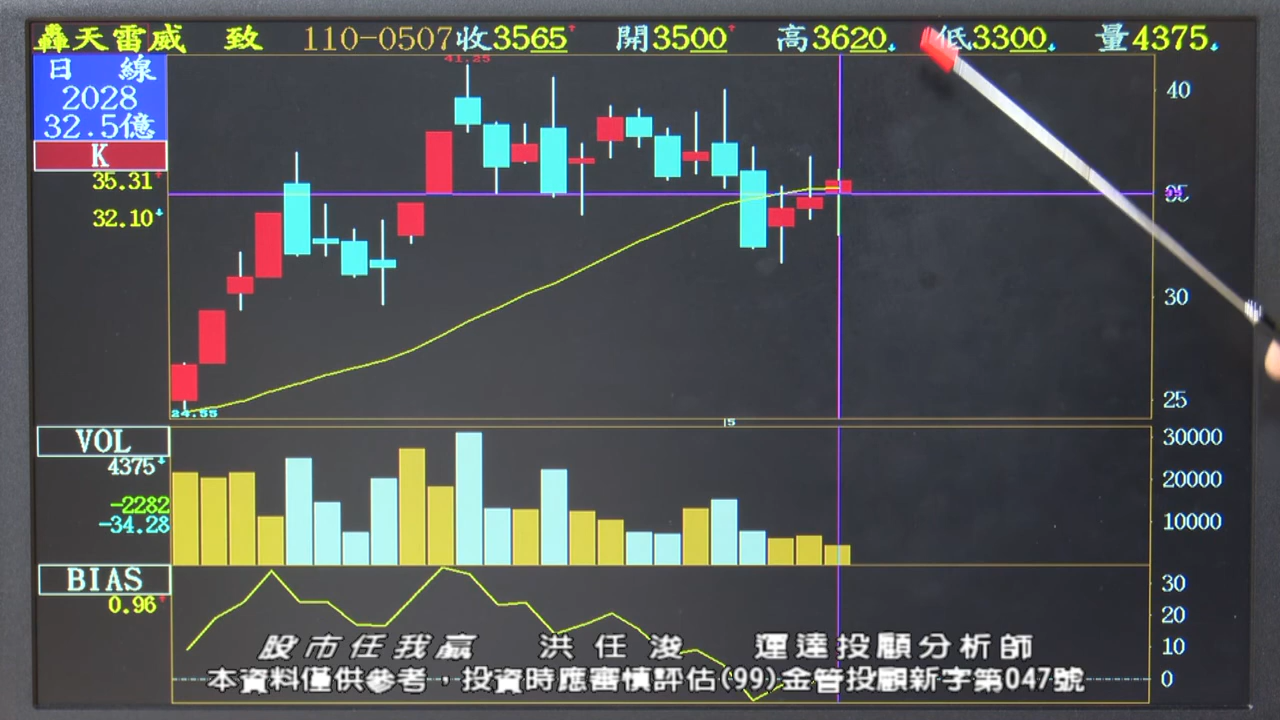 轟天雷威 致 110-0507收3565 開3500 高3620 低3300 量4375
41.25
日線
2028
32.5億
K
35.31
32.10
40
35
30
25
24.55
5
VOL
4375
-2282
-34.28
30000
20000
10000
BIAS
0.96
30
20
10
0
股市任我贏 洪任浚 運達投顧分析師
本資料僅供參考，投資時應審慎評估(99)金管投顧新字第047號